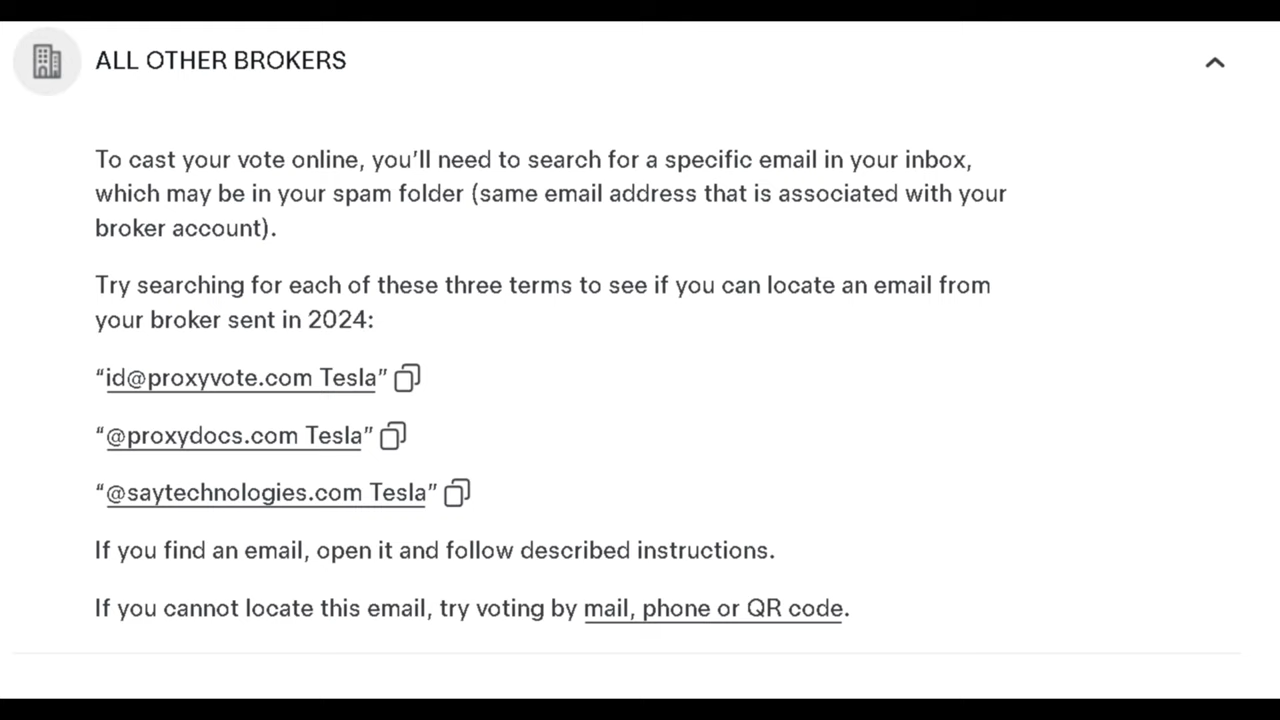 ALL OTHER BROKERS
To cast your vote online, you’ll need to search for a specific email in your inbox,
which may be in your spam folder (same email address that is associated with your
broker account).
Try searching for each of these three terms to see if you can locate an email from
your broker sent in 2024:
“id@proxyvote.com Tesla”
“@proxydocs.com Tesla”
“@saytechnologies.com Tesla”
If you find an email, open it and follow described instructions.
If you cannot locate this email, try voting by mail, phone or QR code.